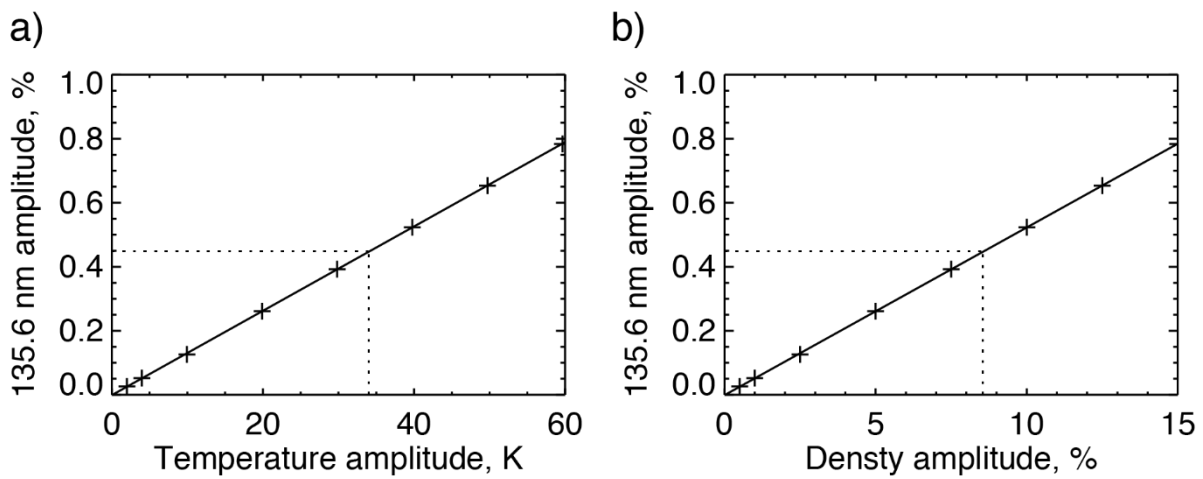 a)
135.6 nm amplitude, %
1.0
0.8
0.6
0.4
0.2
0.0
0 20 40 60
Temperature amplitude, K
b)
135.6 nm amplitude, %
1.0
0.8
0.6
0.4
0.2
0.0
0 5 10 15
Densty amplitude, %